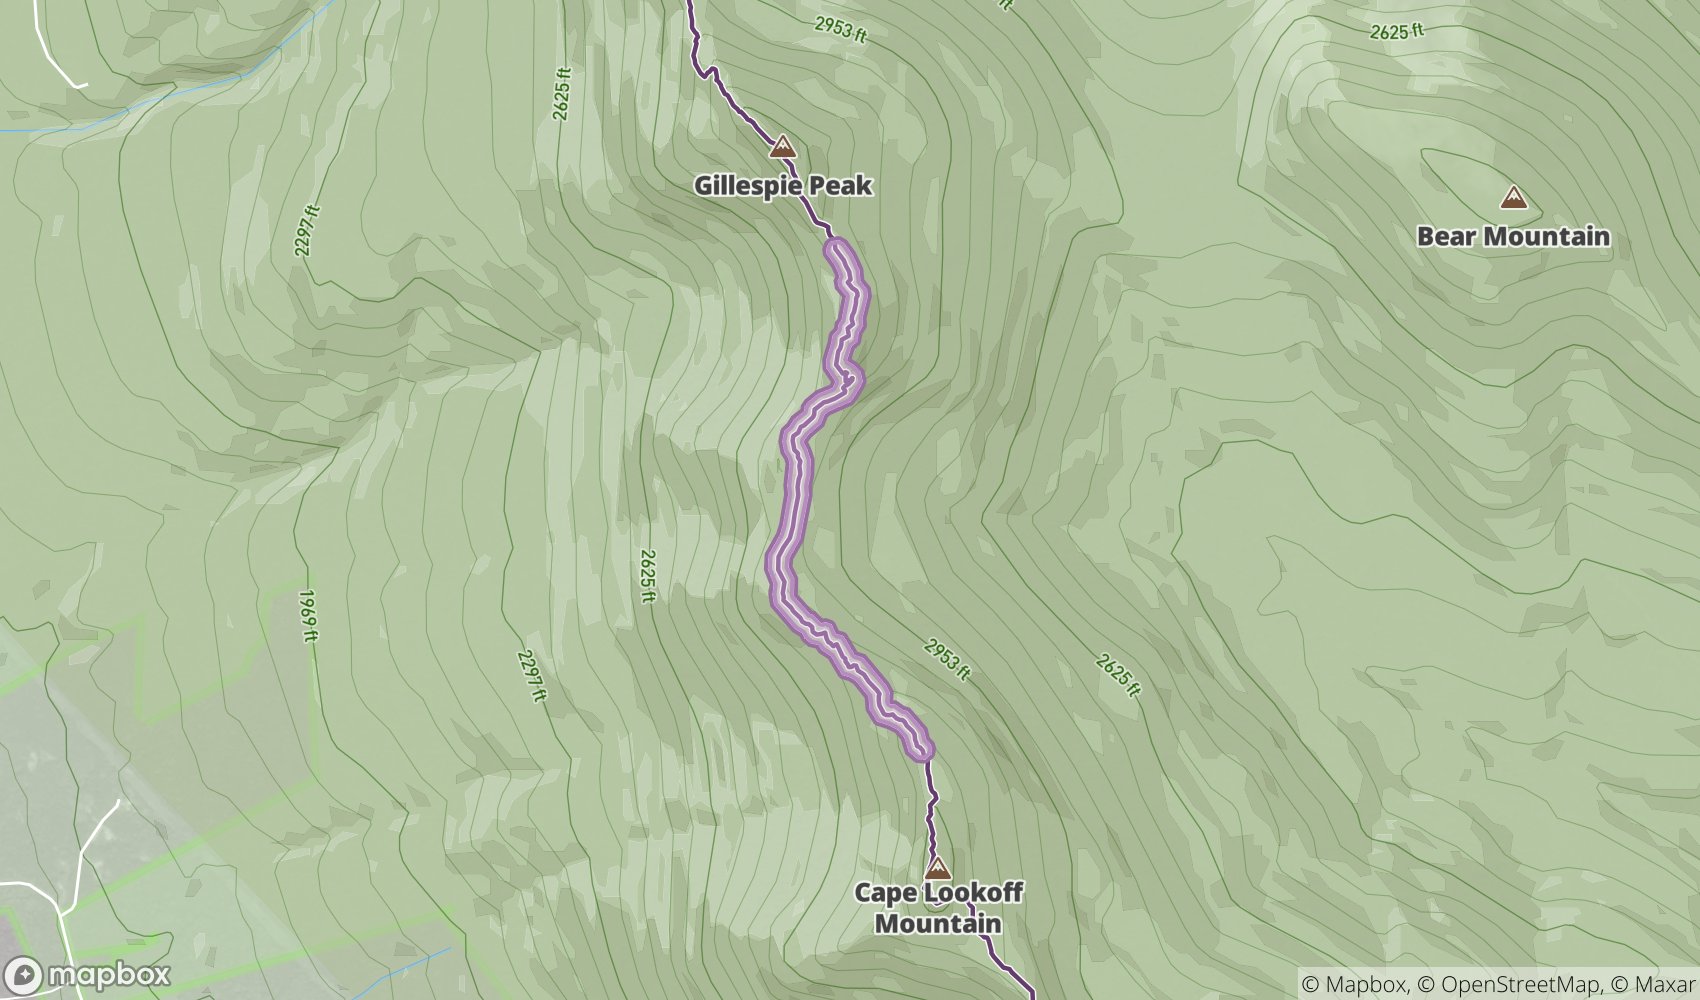 2953 ft
2625 ft
2625 ft
Gillespie Peak
2297 ft
Bear Mountain
2625 ft
1969 ft
2953 ft
2625 ft
2297 ft
Cape Lookoff
Mountain
mapbox
© Mapbox, © OpenStreetMap, © Maxar